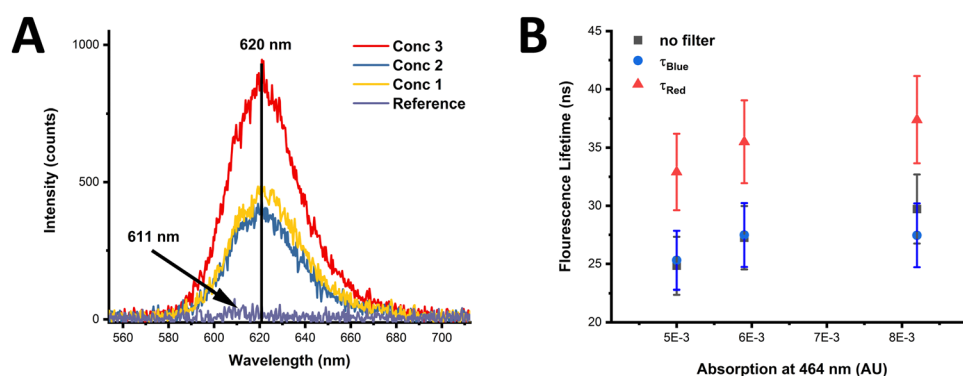 A
1000
500
0
Intensity (counts)
620 nm
611 nm
Conc 3
Conc 2
Conc 1
Reference
560 580 600 620 640 660 680 700
Wavelength (nm)
B
45
40
35
30
25
20
Flourescence Lifetime (ns)
no filter
τBlue
τRed
5E-3 6E-3 7E-3 8E-3
Absorption at 464 nm (AU)